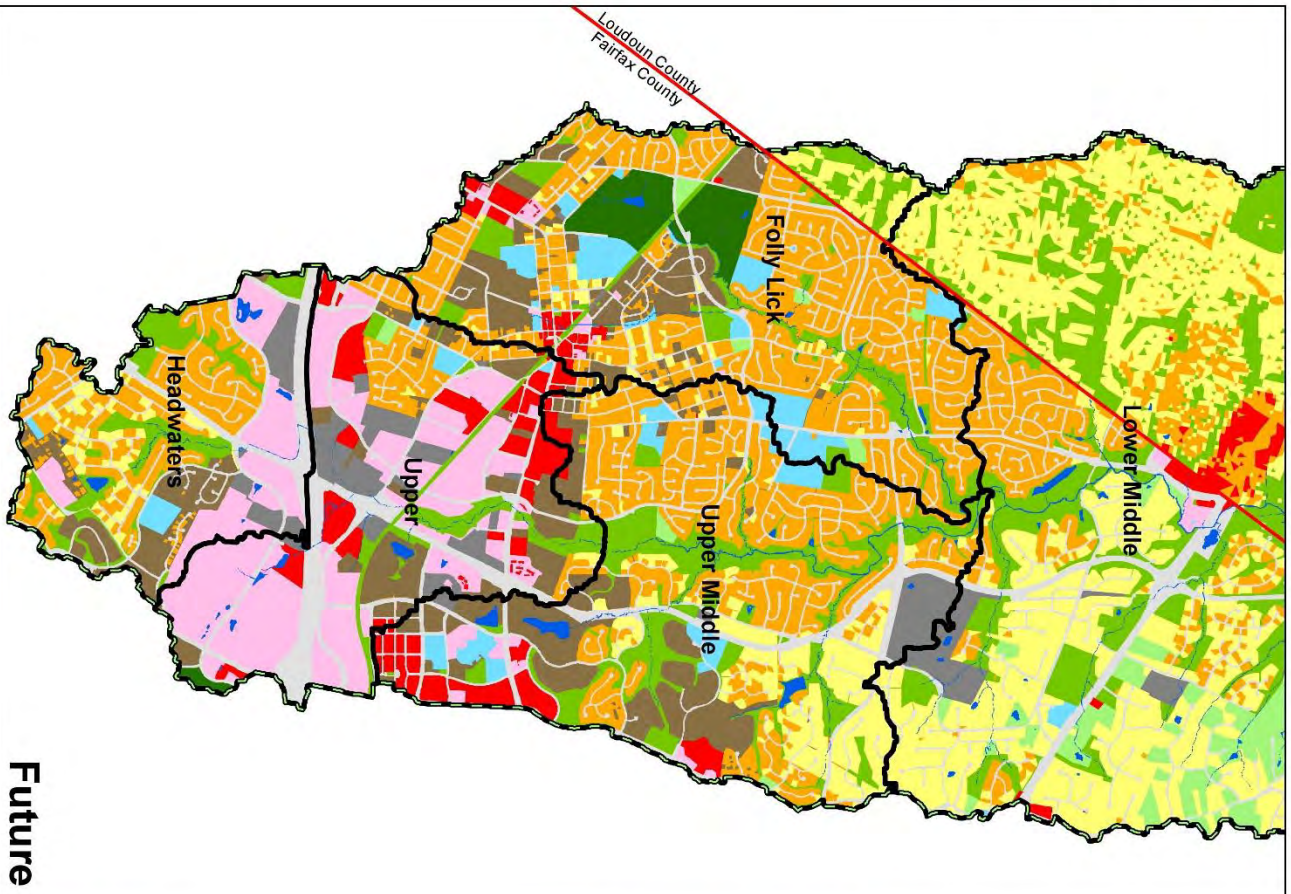 Loudoun County
Fairfax County
Folly Lick
Lower Middle
Headwaters
Upper
Upper Middle
Future